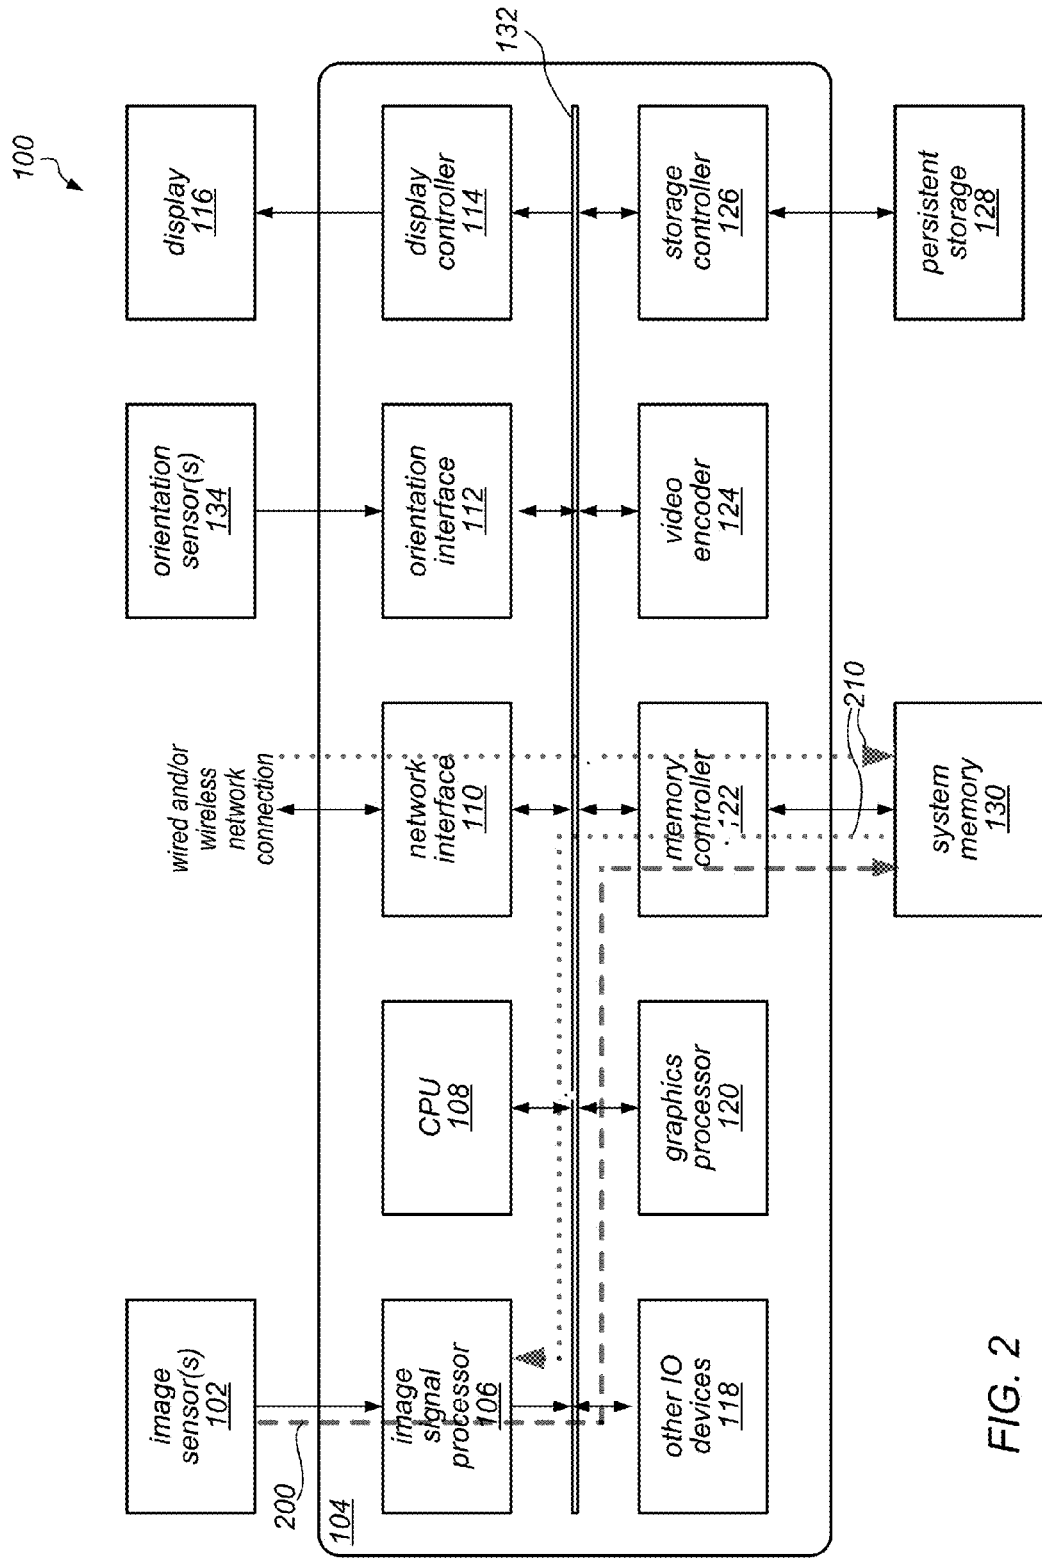 100
image
sensor(s)
102
wired and/or
wireless
network
connection
orientation
sensor(s)
134
display
116
200
104
image
signal
processor
106
CPU
108
network
interface
110
orientation
interface
112
display
controller
114
132
other IO
devices
118
graphics
processor
120
memory
controller
122
video
encoder
124
storage
controller
126
210
system
memory
130
persistent
storage
128
FIG. 2